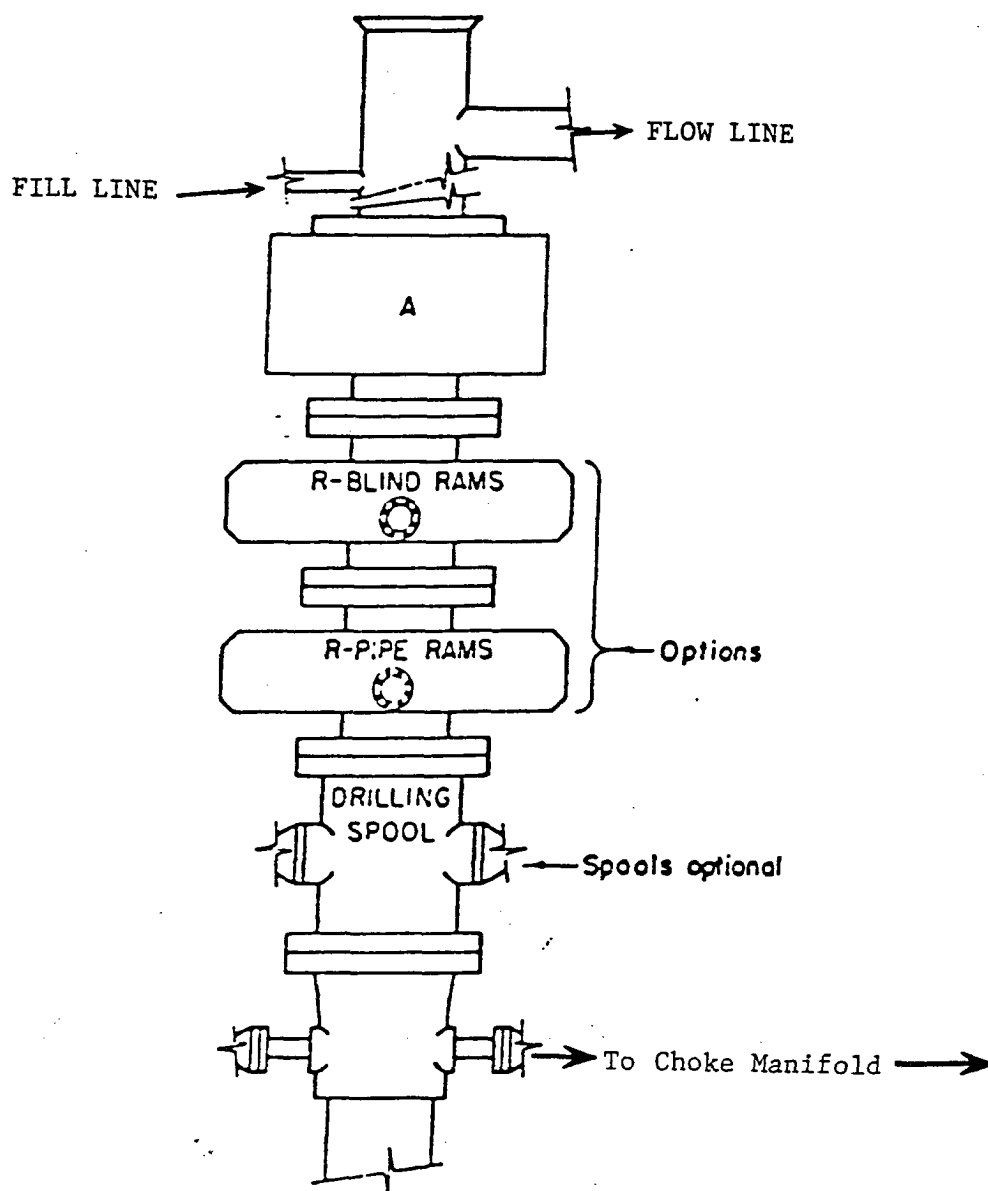 FLOW LINE
FILL LINE
A
R-BLIND RAMS
R-PIPE RAMS
Options
DRILLING
SPOOL
Spools optional
To Choke Manifold